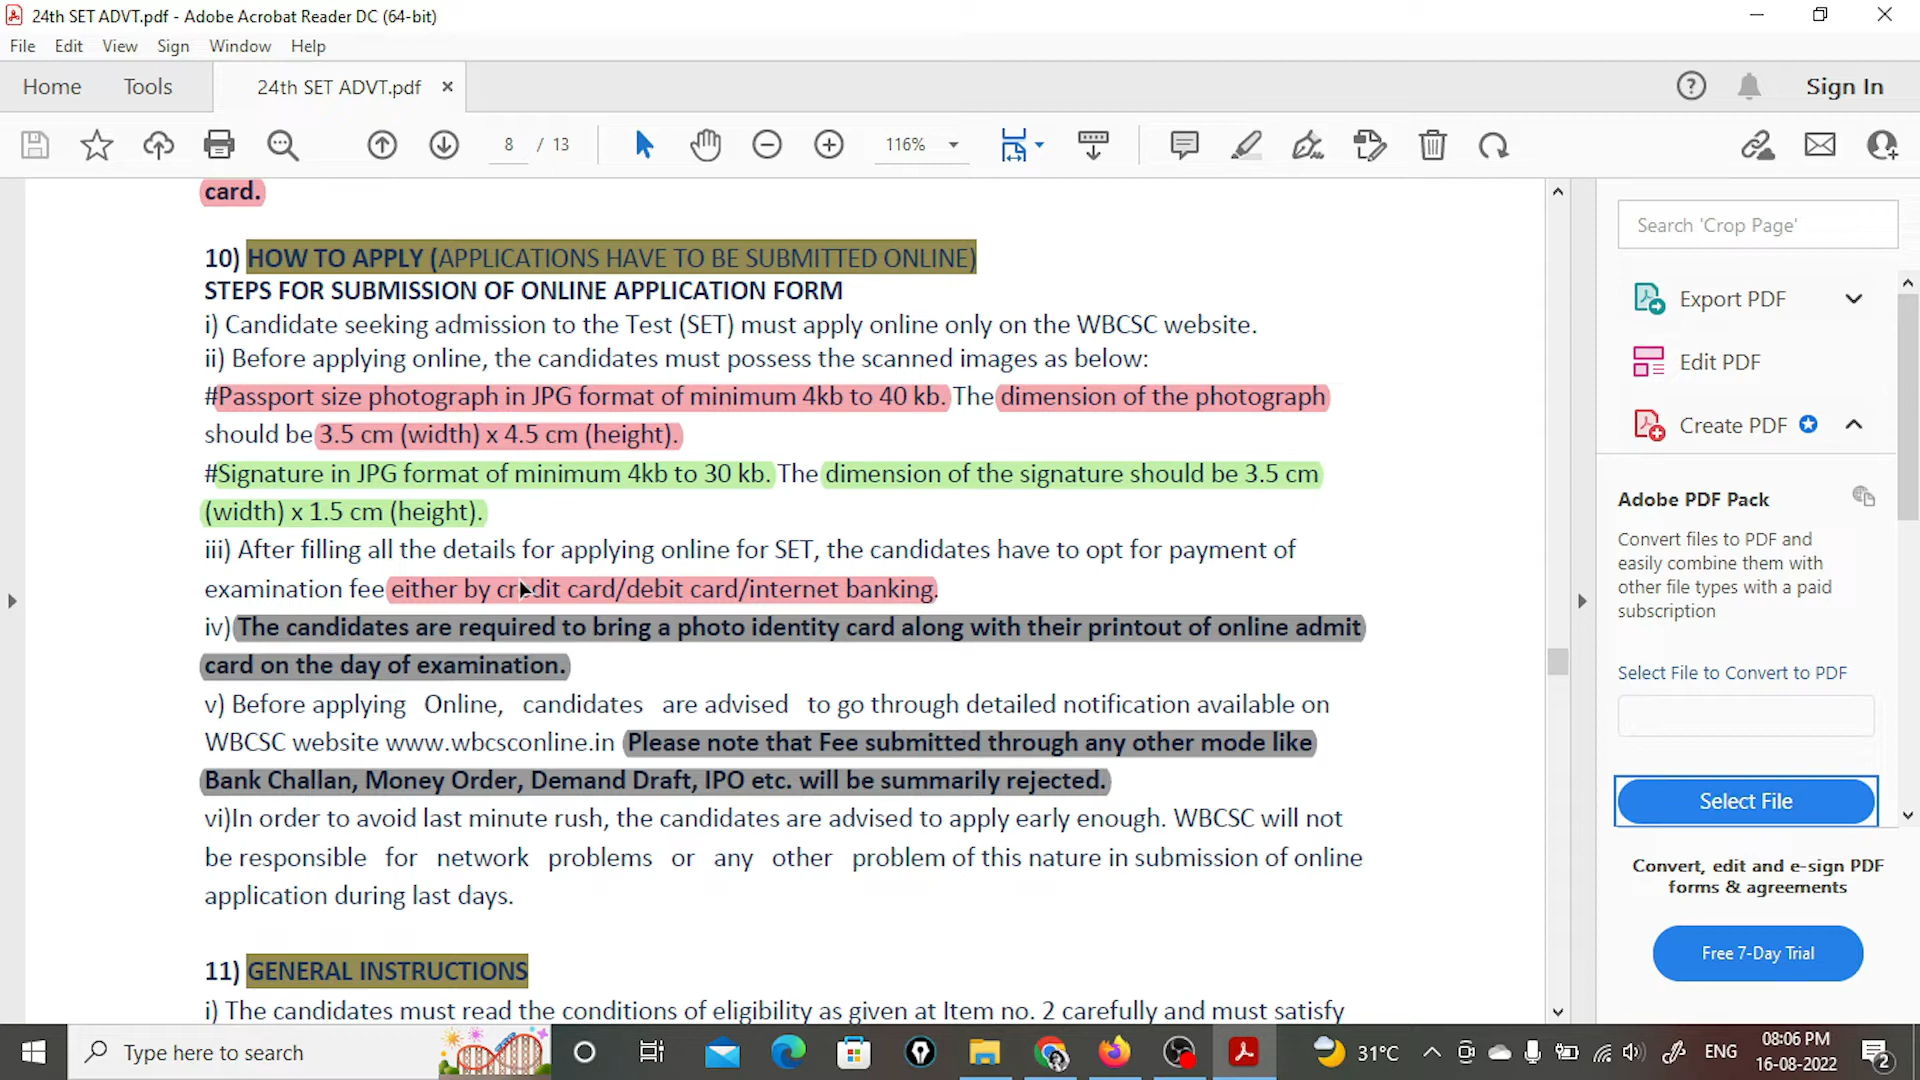 24th SET ADVT.pdf - Adobe Acrobat Reader DC (64-bit)
File Edit View Sign Window Help
Home Tools 24th SET ADVT.pdf × Sign In
8 / 13 116%
card.
10) HOW TO APPLY (APPLICATIONS HAVE TO BE SUBMITTED ONLINE)
STEPS FOR SUBMISSION OF ONLINE APPLICATION FORM
i) Candidate seeking admission to the Test (SET) must apply online only on the WBCSC website.
ii) Before applying online, the candidates must possess the scanned images as below:
#Passport size photograph in JPG format of minimum 4kb to 40 kb. The dimension of the photograph
should be 3.5 cm (width) x 4.5 cm (height).
#Signature in JPG format of minimum 4kb to 30 kb. The dimension of the signature should be 3.5 cm
(width) x 1.5 cm (height).
iii) After filling all the details for applying online for SET, the candidates have to opt for payment of
examination fee either by credit card/debit card/internet banking.
iv) The candidates are required to bring a photo identity card along with their printout of online admit
card on the day of examination.
v) Before applying Online, candidates are advised to go through detailed notification available on
WBCSC website www.wbcsconline.in Please note that Fee submitted through any other mode like
Bank Challan, Money Order, Demand Draft, IPO etc. will be summarily rejected.
vi)In order to avoid last minute rush, the candidates are advised to apply early enough. WBCSC will not
be responsible for network problems or any other problem of this nature in submission of online
application during last days.
11) GENERAL INSTRUCTIONS
i) The candidates must read the conditions of eligibility as given at Item no. 2 carefully and must satisfy
Search 'Crop Page'
Export PDF
Edit PDF
Create PDF
Adobe PDF Pack
Convert files to PDF and
easily combine them with
other file types with a paid
subscription
Select File to Convert to PDF
Select File
Convert, edit and e-sign PDF
forms & agreements
Free 7-Day Trial
Type here to search
31°C
ENG
08:06 PM
16-08-2022
2